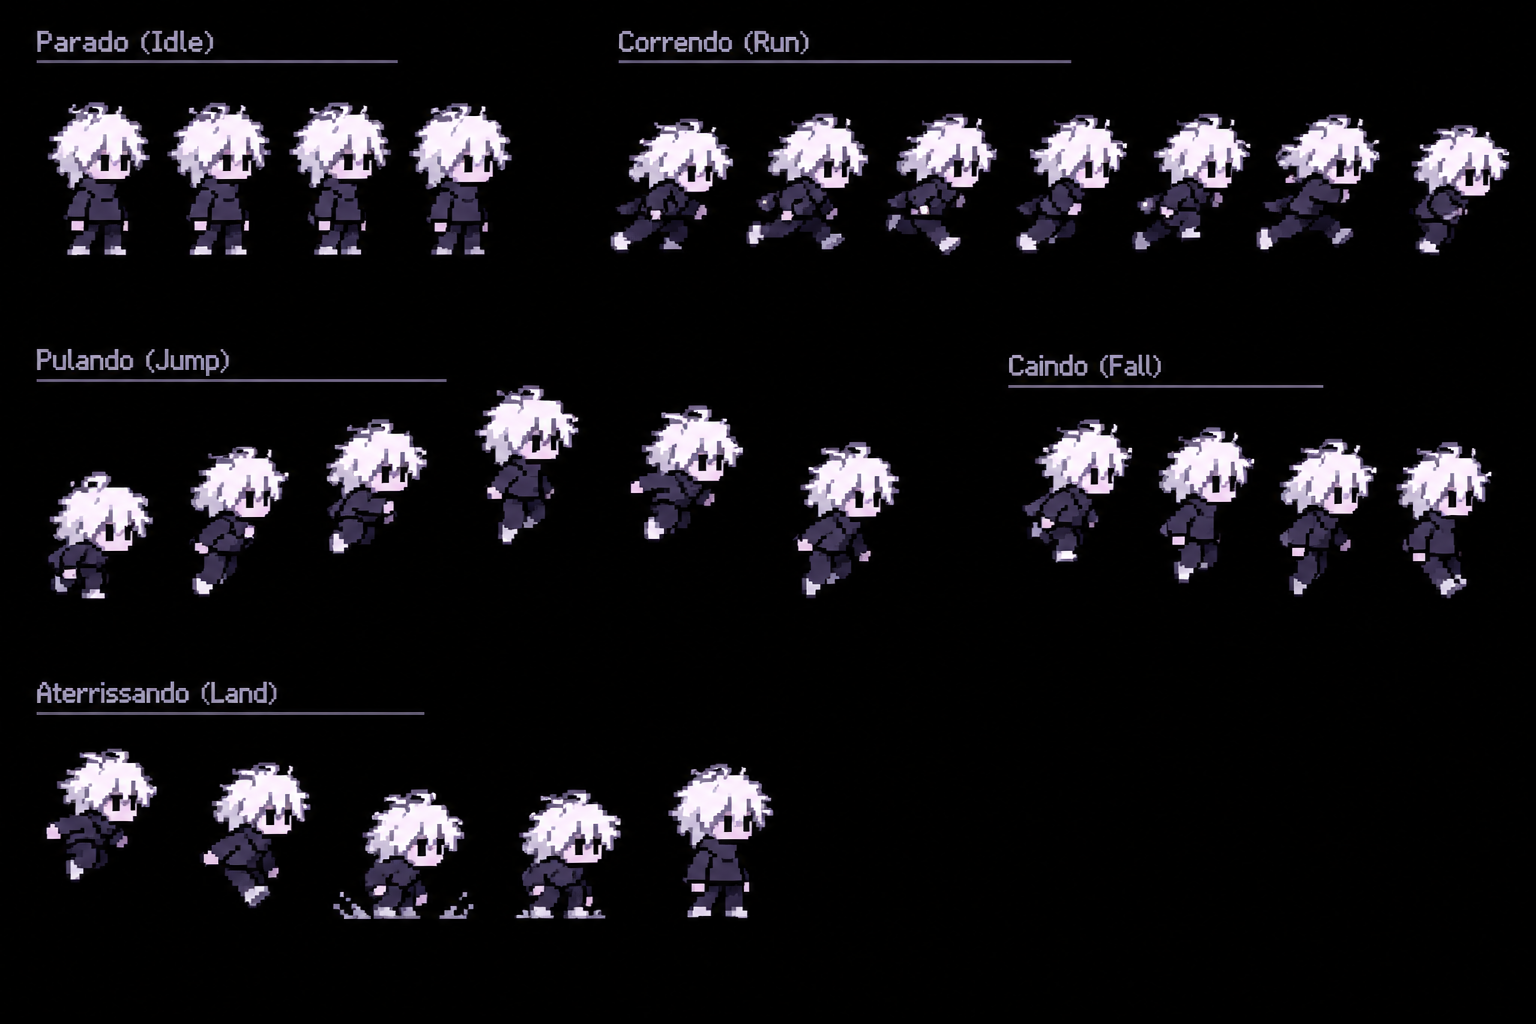 Parado (Idle)
Correndo (Run)
Pulando (Jump)
Caindo (Fall)
Aterrissando (Land)